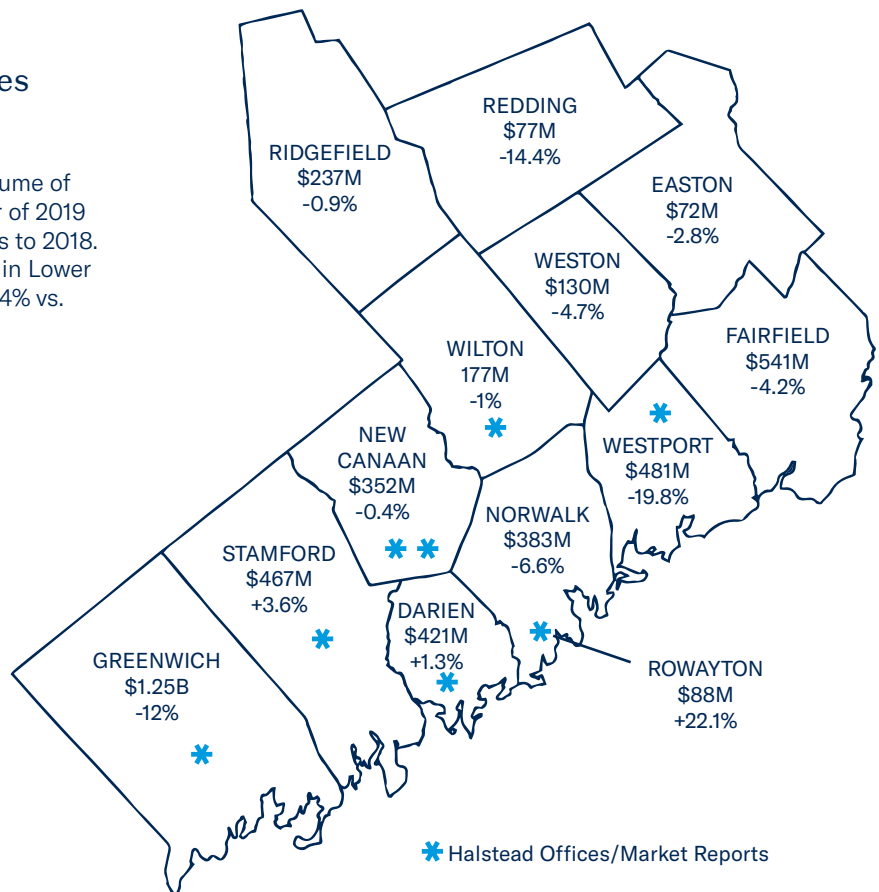 es
ume of
r of 2019
s to 2018.
in Lower
4% vs.
REDDING
$77M
-14.4%
RIDGEFIELD
$237M
-0.9%
EASTON
$72M
-2.8%
WESTON
$130M
-4.7%
FAIRFIELD
$541M
-4.2%
WILTON
177M
-1%
NEW
CANAAN
$352M
-0.4%
WESTPORT
$481M
-19.8%
NORWALK
$383M
-6.6%
STAMFORD
$467M
+3.6%
DARIEN
$421M
+1.3%
GREENWICH
$1.25B
-12%
ROWAYTON
$88M
+22.1%
Halstead Offices/Market Reports